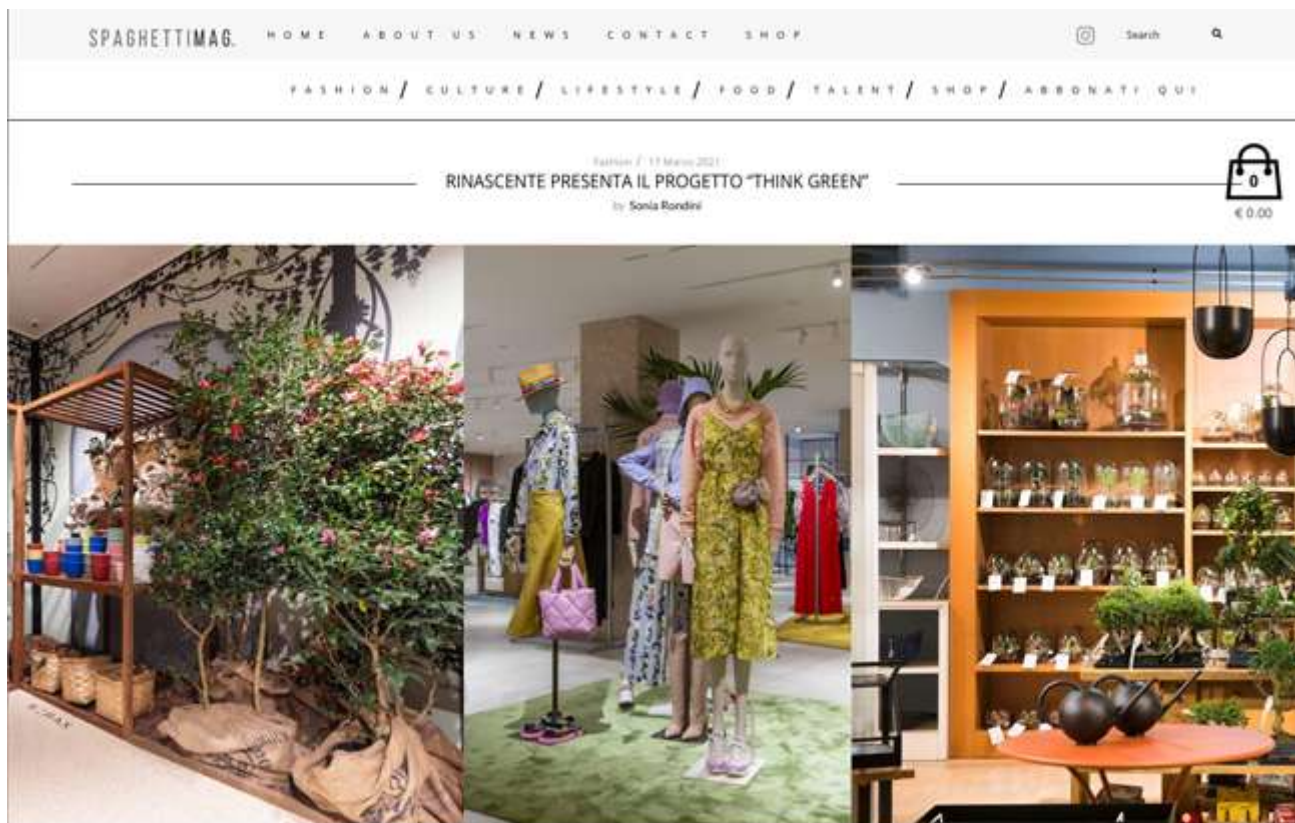 SPAGHETTIMAG. HOME ABOUT US NEWS CONTACT SHOP Search
FASHION / CULTURE / LIFESTYLE / FOOD / TALENT / SHOP / ABBONATI QUI
Fashion / 17 Marzo 2021
RINASCENTE PRESENTA IL PROGETTO “THINK GREEN”
by Sonia Rondini
0
€ 0.00